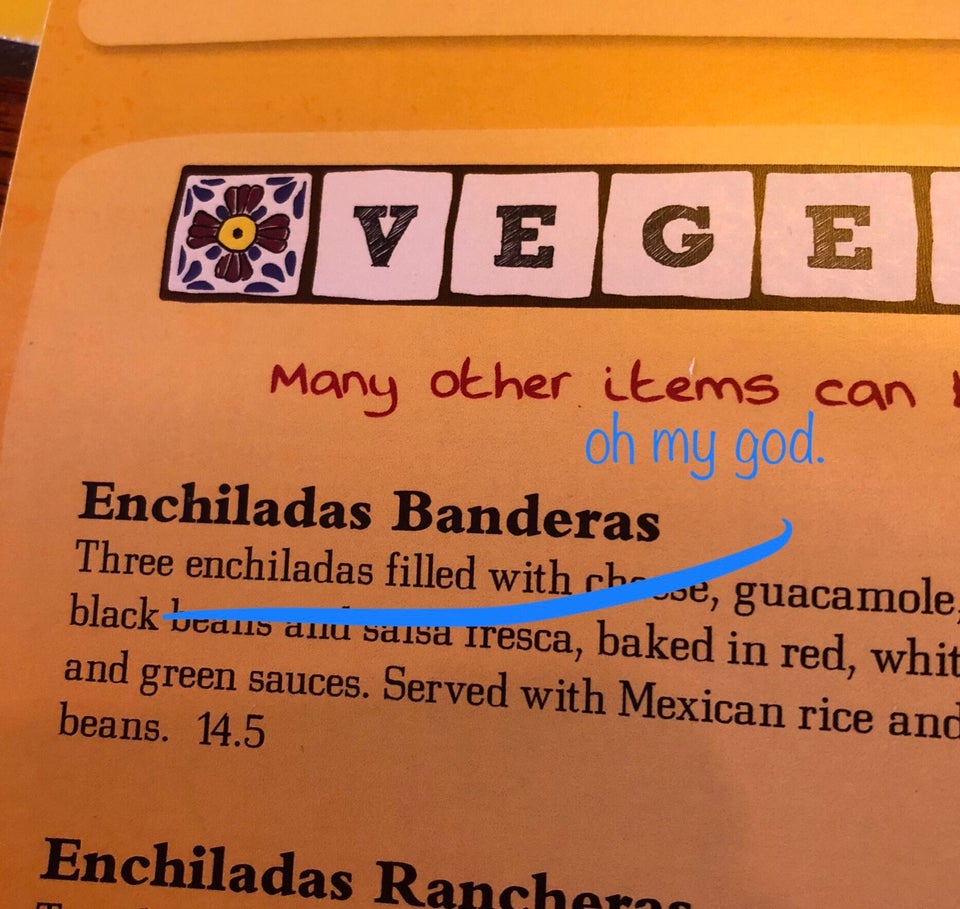 VEGE
Many other items can
oh my god.
Enchiladas Banderas
Three enchiladas filled with cheese, guacamole,
black beans and salsa fresca, baked in red, whit
and green sauces. Served with Mexican rice and
beans. 14.5
Enchiladas Rancheras